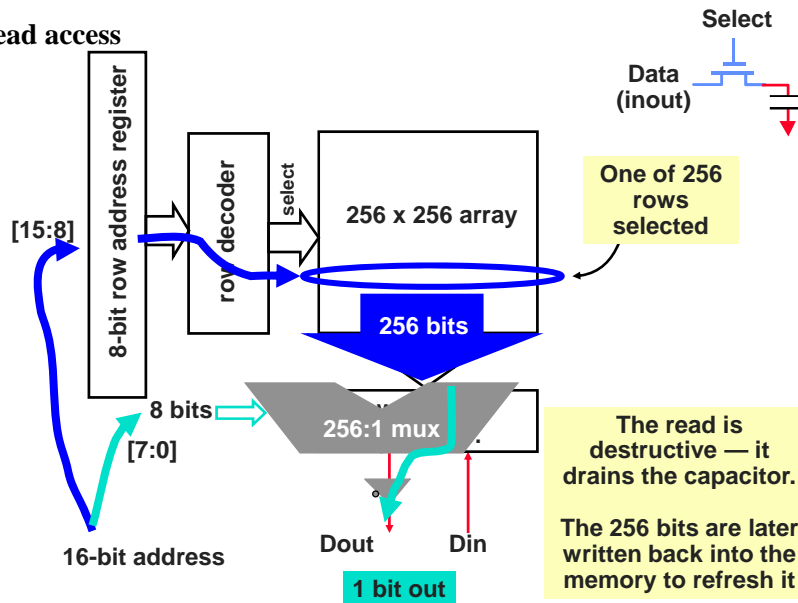 ead access
Select
Data
(inout)
8-bit row address register
row decoder
select
256 x 256 array
One of 256
rows
selected
[15:8]
256 bits
8 bits
256:1 mux
[7:0]
The read is
destructive — it
drains the capacitor.
The 256 bits are later
written back into the
memory to refresh it
16-bit address
Dout
Din
1 bit out